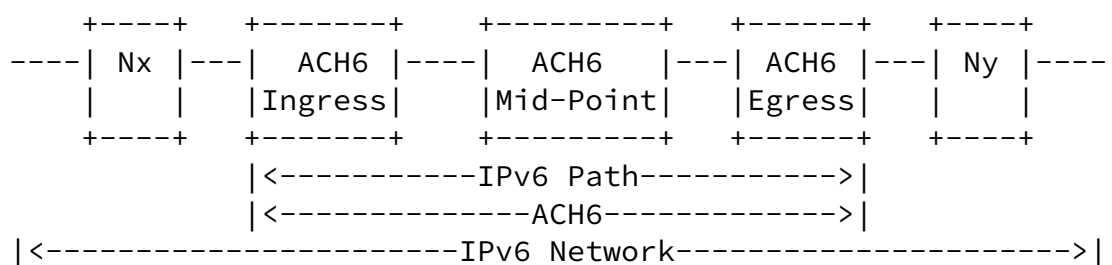 +----+   +-------+     +---------+   +------+   +----+
----| Nx |---|  ACH6 |----|  ACH6   |---| ACH6 |---| Ny |----
    |    |   |Ingress|    |Mid-Point|   |Egress|   |    |
    +----+   +-------+    +---------+   +------+   +----+
             |<-----------IPv6 Path----------->|
             |<--------------ACH6------------->|
|<----------------------IPv6 Network--------------------->|